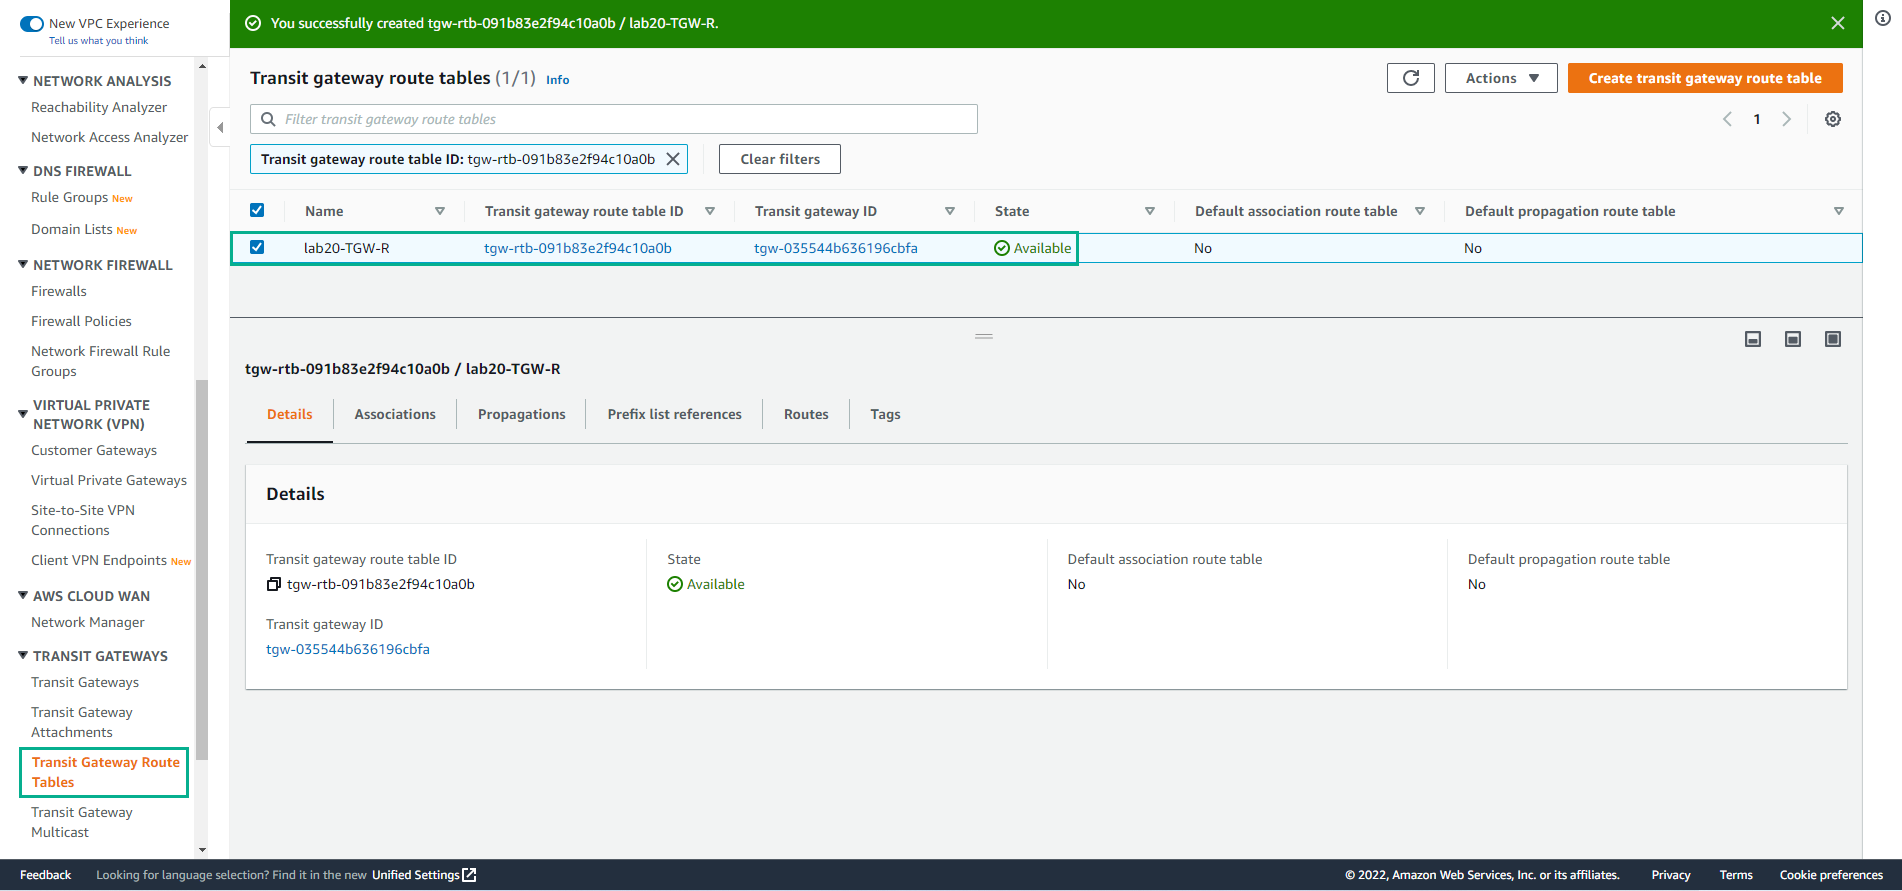 New VPC Experience
Tell us what you think
NETWORK ANALYSIS
Reachability Analyzer
Network Access Analyzer
DNS FIREWALL
Rule Groups New
Domain Lists New
NETWORK FIREWALL
Firewalls
Firewall Policies
Network Firewall Rule
Groups
VIRTUAL PRIVATE
NETWORK (VPN)
Customer Gateways
Virtual Private Gateways
Site-to-Site VPN
Connections
Client VPN Endpoints New
AWS CLOUD WAN
Network Manager
TRANSIT GATEWAYS
Transit Gateways
Transit Gateway
Attachments
Transit Gateway Route
Tables
Transit Gateway
Multicast
You successfully created tgw-rtb-091b83e2f94c10a0b / lab20-TGW-R.
Transit gateway route tables (1/1) Info
Actions
Create transit gateway route table
Filter transit gateway route tables
1
Transit gateway route table ID: tgw-rtb-091b83e2f94c10a0b
Clear filters
Name Transit gateway route table ID Transit gateway ID State Default association route table Default propagation route table
lab20-TGW-R tgw-rtb-091b83e2f94c10a0b tgw-035544b636196cbfa Available No No
tgw-rtb-091b83e2f94c10a0b / lab20-TGW-R
Details Associations Propagations Prefix list references Routes Tags
Details
Transit gateway route table ID
tgw-rtb-091b83e2f94c10a0b
Transit gateway ID
tgw-035544b636196cbfa
State
Available
Default association route table
No
Default propagation route table
No
Feedback Looking for language selection? Find it in the new Unified Settings © 2022, Amazon Web Services, Inc. or its affiliates. Privacy Terms Cookie preferences